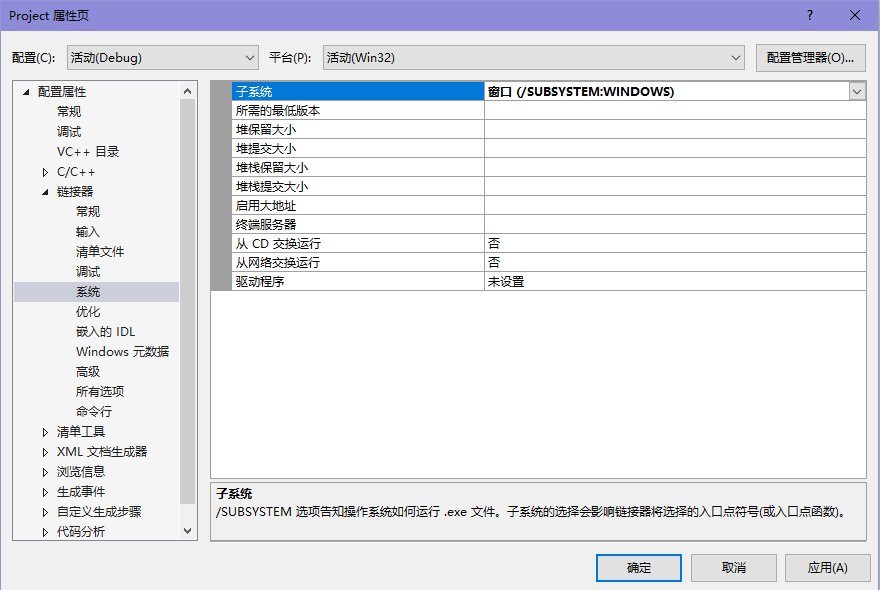 Project 属性页
?
配置(C): 活动(Debug) 平台(P): 活动(Win32) 配置管理器(O)...
配置属性
常规
调试
VC++ 目录
C/C++
链接器
常规
输入
清单文件
调试
系统
优化
嵌入的 IDL
Windows 元数据
高级
所有选项
命令行
清单工具
XML 文档生成器
浏览信息
生成事件
自定义生成步骤
代码分析
子系统 窗口 (/SUBSYSTEM:WINDOWS)
所需的最低版本
堆保留大小
堆提交大小
堆栈保留大小
堆栈提交大小
启用大地址
终端服务器
从 CD 交换运行 否
从网络交换运行 否
驱动程序 未设置
子系统
/SUBSYSTEM 选项告知操作系统如何运行 .exe 文件。子系统的选择会影响链接器将选择的入口点符号(或入口点函数)。
确定 取消 应用(A)